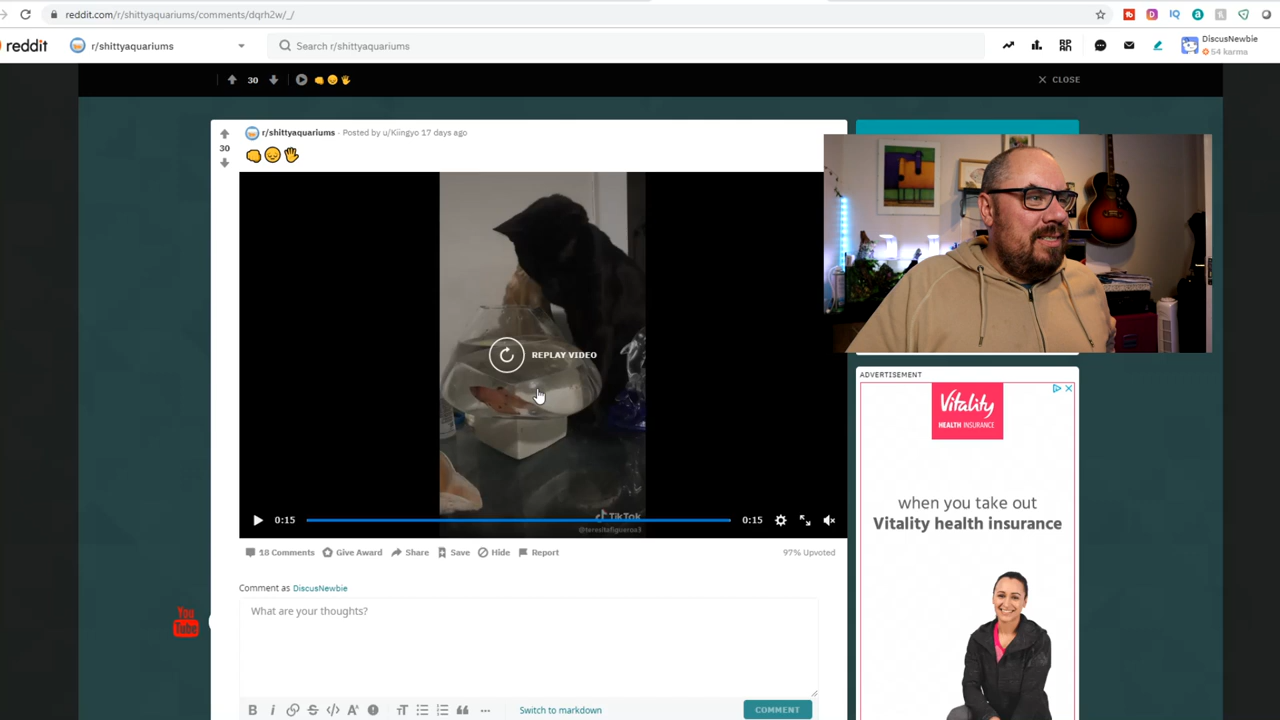 reddit.com/r/shittyaquariums/comments/dqrh2w/_/
reddit
r/shittyaquariums
Search r/shittyaquariums
DiscusNewbie
54 karma
30
CLOSE
r/shittyaquariums · Posted by u/Kiingyo 17 days ago
30
REPLAY VIDEO
0:15
0:15
TikTok
@teresitafigueroa3
18 Comments
Give Award
Share
Save
Hide
Report
97% Upvoted
Comment as DiscusNewbie
What are your thoughts?
Switch to markdown
COMMENT
You
Tube
ADVERTISEMENT
Vitality
HEALTH INSURANCE
when you take out
Vitality health insurance